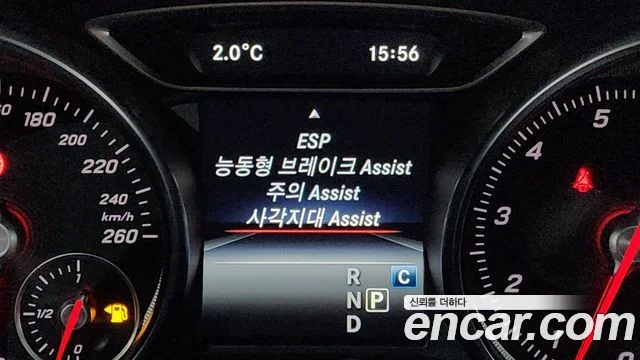 2.0°C 15:56
ESP
능동형 브레이크 Assist
주의 Assist
사각지대 Assist
180
200
220
240
km/h
260
1
1/2
R
N
P
D
C
5
4
3
2
1
신뢰를 더하다
encar.com